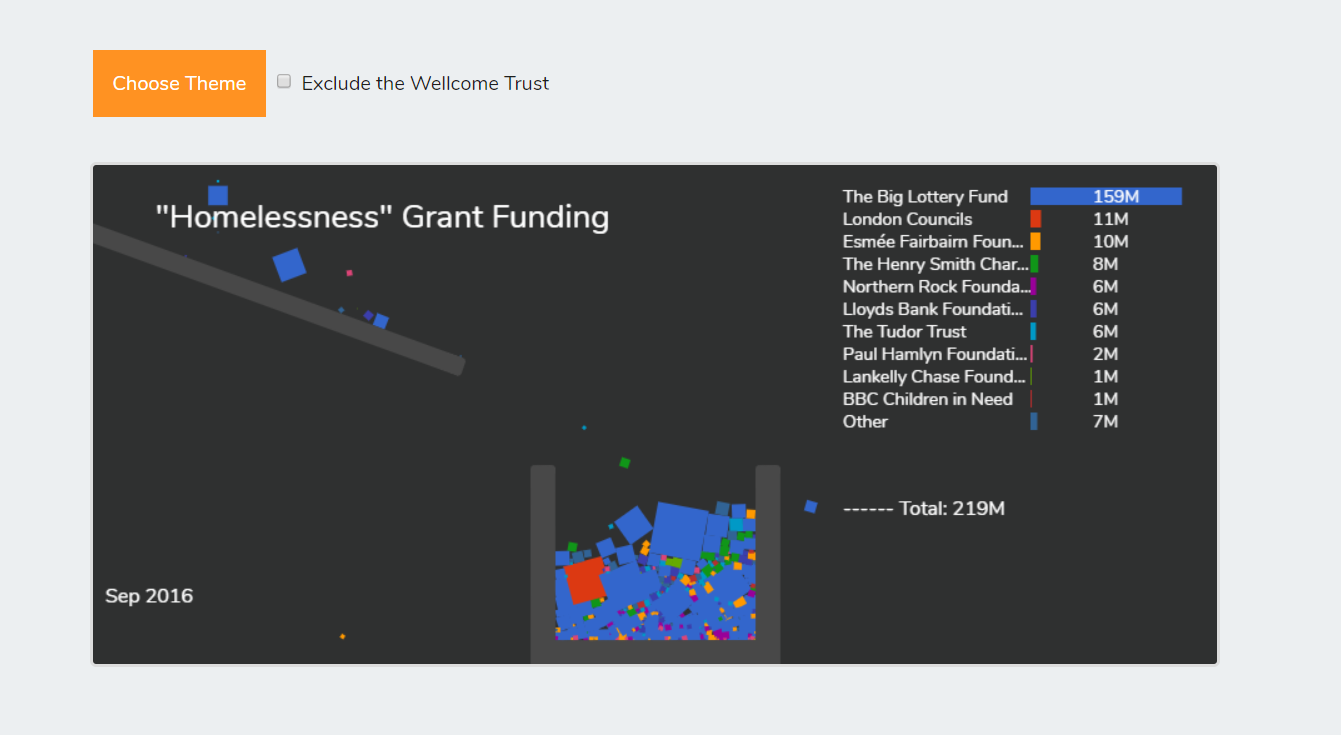 Choose Theme
Exclude the Wellcome Trust
"Homelessness" Grant Funding
The Big Lottery Fund 159M
London Councils 11M
Esmée Fairbairn Foun... 10M
The Henry Smith Char... 8M
Northern Rock Founda... 6M
Lloyds Bank Foundati... 6M
The Tudor Trust 6M
Paul Hamlyn Foundati... 2M
Lankelly Chase Found... 1M
BBC Children in Need 1M
Other 7M
------ Total: 219M
Sep 2016